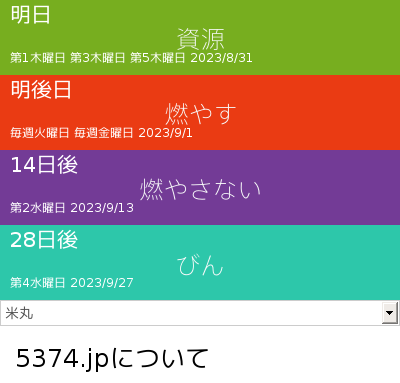 明日
資源
第1木曜日 第3木曜日 第5木曜日 2023/8/31
明後日
燃やす
毎週火曜日 毎週金曜日 2023/9/1
14日後
燃やさない
第2水曜日 2023/9/13
28日後
びん
第4水曜日 2023/9/27
米丸
5374.jpについて